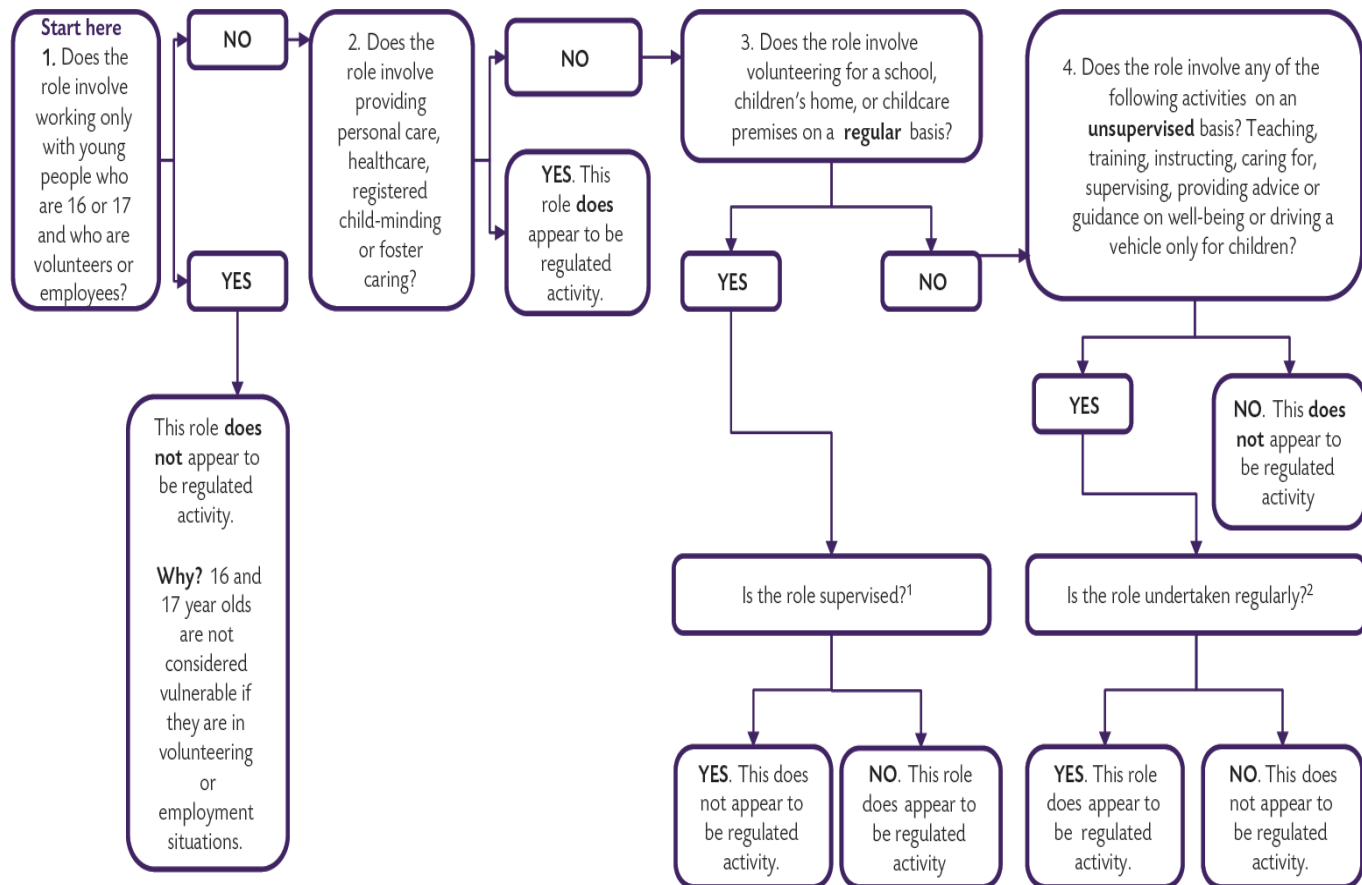 Start here
1. Does the
role involve
working only
with young
people who
are 16 or 17
and who are
volunteers or
employees?
NO
YES
This role does
not appear to
be regulated
activity.
Why? 16 and
17 year olds
are not
considered
vulnerable if
they are in
volunteering
or
employment
situations.
2. Does the
role involve
providing
personal care,
healthcare,
registered
child-minding
or foster
caring?
NO
YES. This
role does
appear to be
regulated
activity.
3. Does the role involve
volunteering for a school,
children's home, or childcare
premises on a regular basis?
YES
NO
Is the role supervised?1
YES. This does
not appear to
be regulated
activity.
NO. This role
does appear to
be regulated
activity
4. Does the role involve any of the
following activities on an
unsupervised basis? Teaching,
training, instructing, caring for,
supervising, providing advice or
guidance on well-being or driving a
vehicle only for children?
YES
NO. This does
not appear to
be regulated
activity
Is the role undertaken regularly?2
YES. This role
does appear to
be regulated
activity.
NO. This does
not appear to
be regulated
activity.